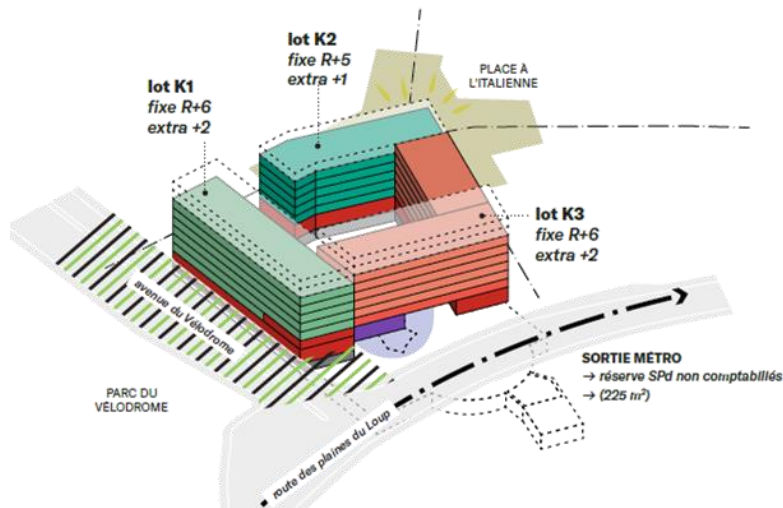 lot K2
fixe R+5
extra +1
PLACE À
L'ITALIENNE
lot K1
fixe R+6
extra +2
lot K3
fixe R+6
extra +2
avenue du Vélodrome
PARC DU
VÉLODROME
SORTIE MÉTRO
→ réserve SPd non comptabiliés
→ (225 m²)
route des plaines du Loup